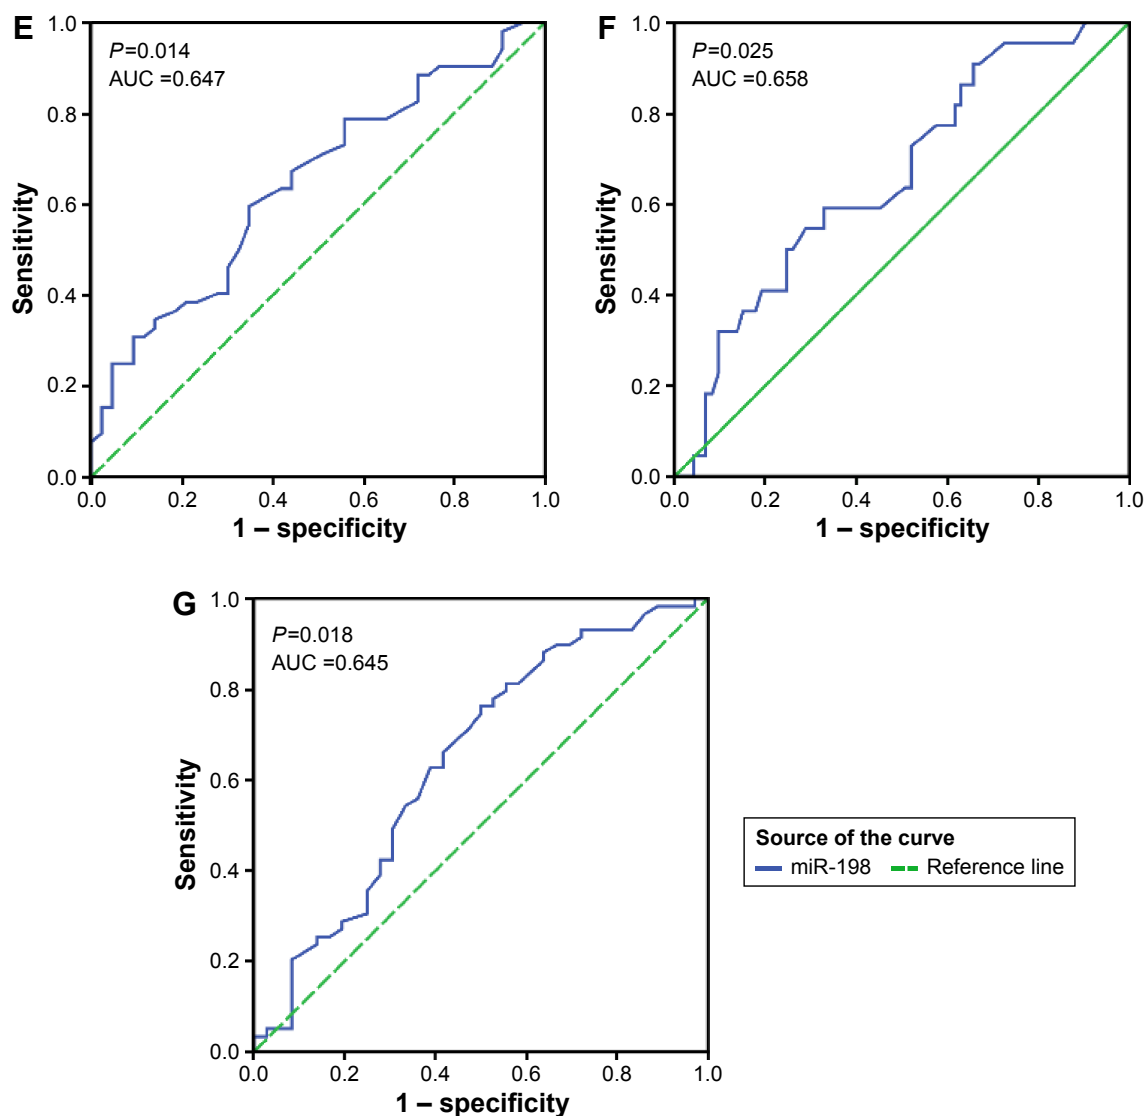 E
P=0.014
AUC =0.647
1.0
0.8
0.6
0.4
0.2
0.0
Sensitivity
0.0 0.2 0.4 0.6 0.8 1.0
1 – specificity
F
P=0.025
AUC =0.658
1.0
0.8
0.6
0.4
0.2
0.0
Sensitivity
0.0 0.2 0.4 0.6 0.8 1.0
1 – specificity
G
P=0.018
AUC =0.645
1.0
0.8
0.6
0.4
0.2
0.0
Sensitivity
0.0 0.2 0.4 0.6 0.8 1.0
1 – specificity
Source of the curve
miR-198 Reference line